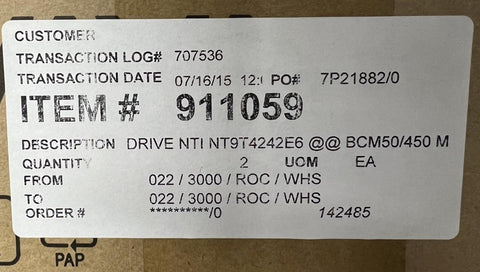 CUSTOMER
TRANSACTION LOG# 707536
TRANSACTION DATE 07/16/15 12:( PO# 7P21882/0
ITEM # 911059
DESCRIPTION DRIVE NTI NT9T4242E6 @@ BCM50/450 M
QUANTITY 2 UOM EA
FROM 022 / 3000 / ROC / WHS
TO 022 / 3000 / ROC / WHS
ORDER # **********/0 142485
PAP